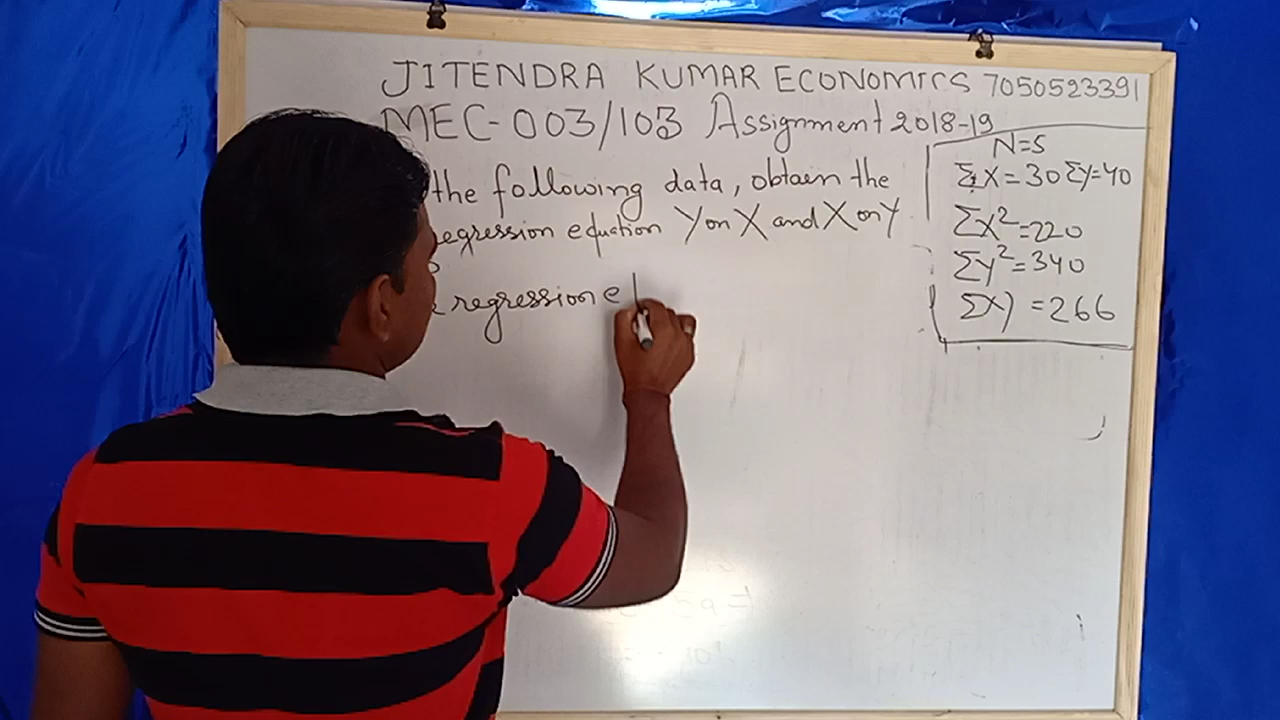 JITENDRA KUMAR ECONOMICS 7050523391
MEC-003/103 Assignment 2018-19
the following data, obtain the
regression equation Y on X and X on Y
regression e
N=5
ΣX=30 ΣY=40
ΣX²=220
ΣY²=340
ΣXY=266